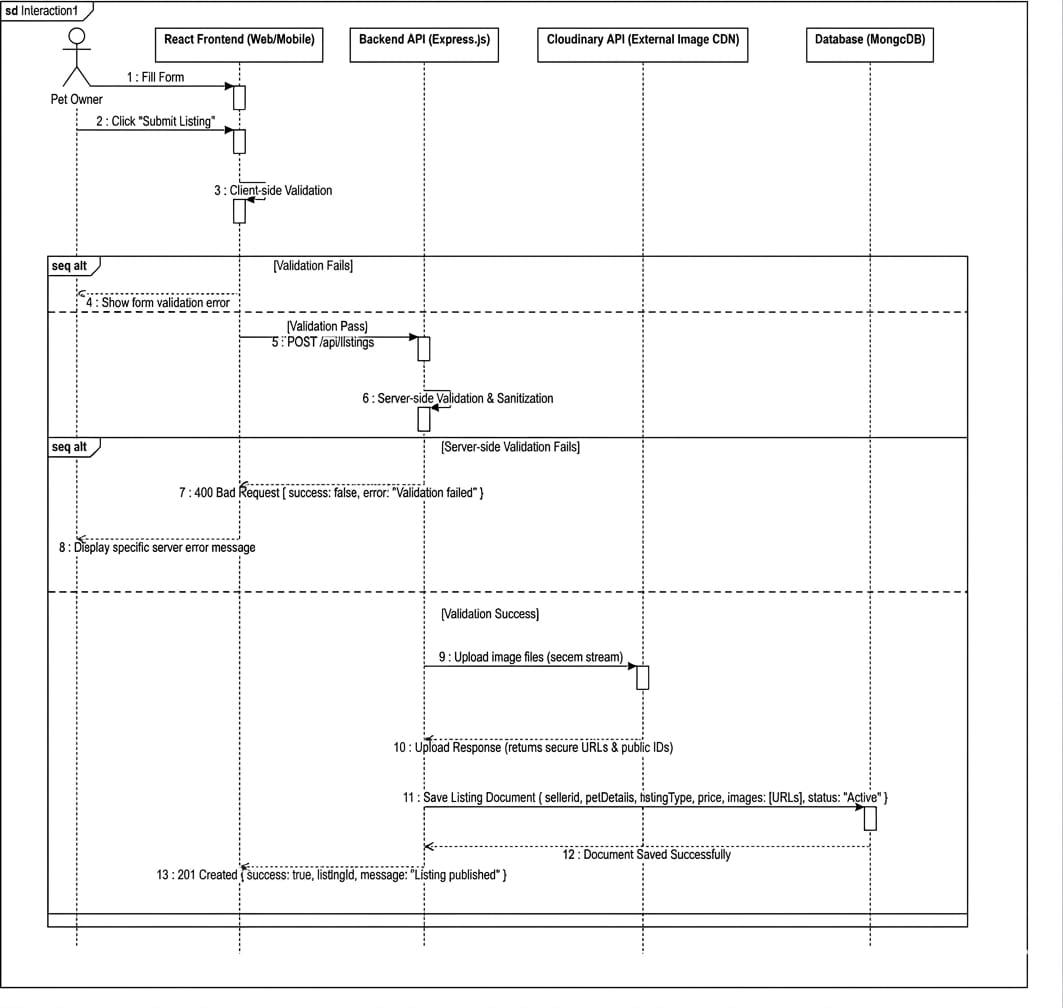 sd Interaction1
React Frontend (Web/Mobile)
Backend API (Express.js)
Cloudinary API (External Image CDN)
Database (MongcDB)
Pet Owner
1 : Fill Form
2 : Click "Submit Listing"
3 : Client-side Validation
seq alt
[Validation Fails]
4 : Show form validation error
[Validation Pass]
5 : POST /api/listings
6 : Server-side Validation & Sanitization
seq alt
[Server-side Validation Fails]
7 : 400 Bad Request { success: false, error: "Validation failed" }
8 : Display specific server error message
[Validation Success]
9 : Upload image files (secem stream)
10 : Upload Response (retums secure URLs & public IDs)
11 : Save Listing Document { sellerid, petDetails, hstingType, price, images: [URLs], status: "Active" }
12 : Document Saved Successfully
13 : 201 Created { success: true, listingId, message: "Listing published" }